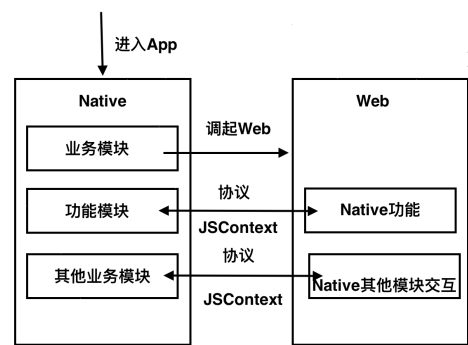 进入App
Native
Web
业务模块
调起Web
功能模块
协议
JSContext
Native功能
其他业务模块
协议
JSContext
Native其他模块交互